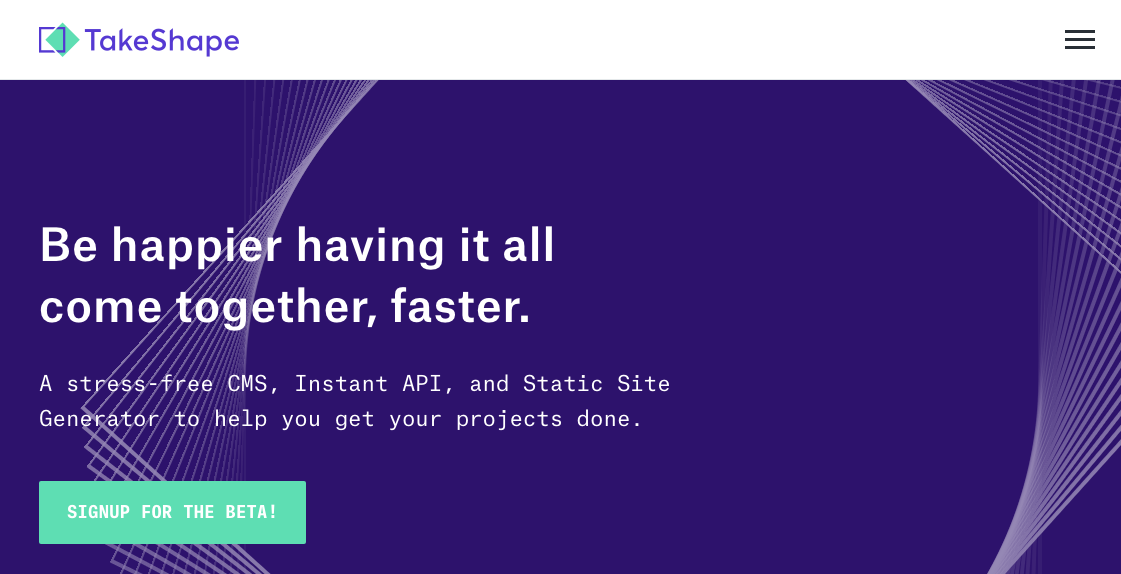 TakeShape
Be happier having it all
come together, faster.
A stress-free CMS, Instant API, and Static Site
Generator to help you get your projects done.
SIGNUP FOR THE BETA!